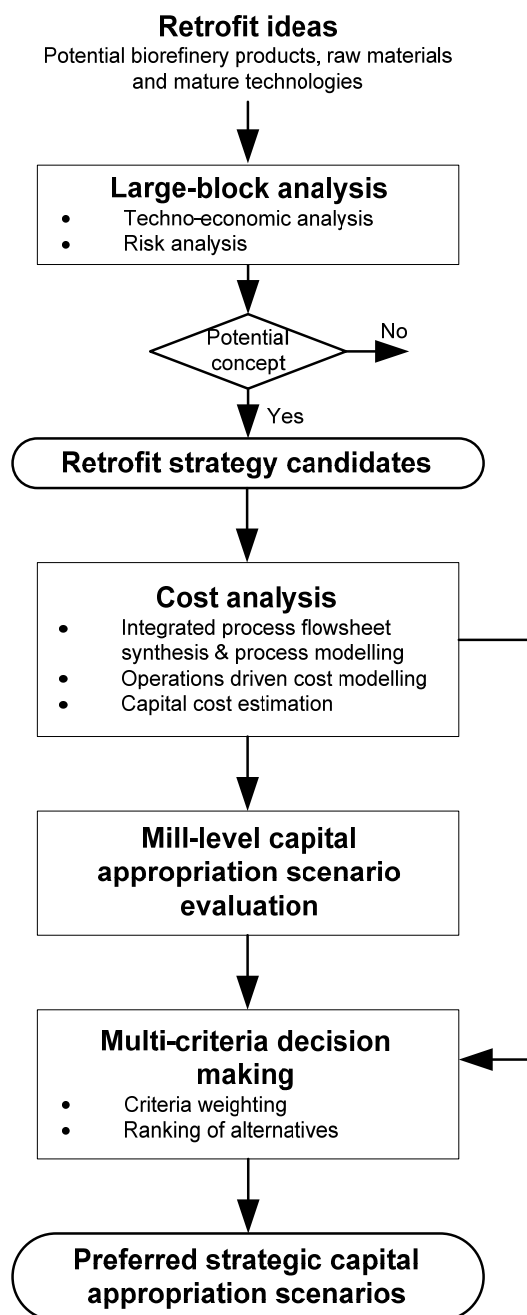 Retrofit ideas
Potential biorefinery products, raw materials
and mature technologies
Large-block analysis
• Techno-economic analysis
• Risk analysis
Potential
concept
No
Yes
Retrofit strategy candidates
Cost analysis
• Integrated process flowsheet
synthesis & process modelling
• Operations driven cost modelling
• Capital cost estimation
Mill-level capital
appropriation scenario
evaluation
Multi-criteria decision
making
• Criteria weighting
• Ranking of alternatives
Preferred strategic capital
appropriation scenarios